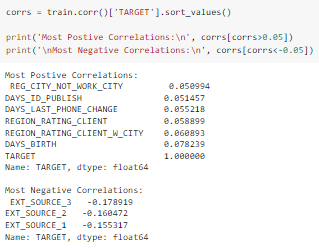 corrs = train.corr()['TARGET'].sort_values()
print('Most Postive Correlations:\n', corrs[corrs>0.05])
print('\nMost Negative Correlations:\n', corrs[corrs<-0.05])
Most Postive Correlations:
REG_CITY_NOT_WORK_CITY 0.050994
DAYS_ID_PUBLISH 0.051457
DAYS_LAST_PHONE_CHANGE 0.055218
REGION_RATING_CLIENT 0.058899
REGION_RATING_CLIENT_W_CITY 0.060893
DAYS_BIRTH 0.078239
TARGET 1.000000
Name: TARGET, dtype: float64
Most Negative Correlations:
EXT_SOURCE_3 -0.178919
EXT_SOURCE_2 -0.160472
EXT_SOURCE_1 -0.155317
Name: TARGET, dtype: float64